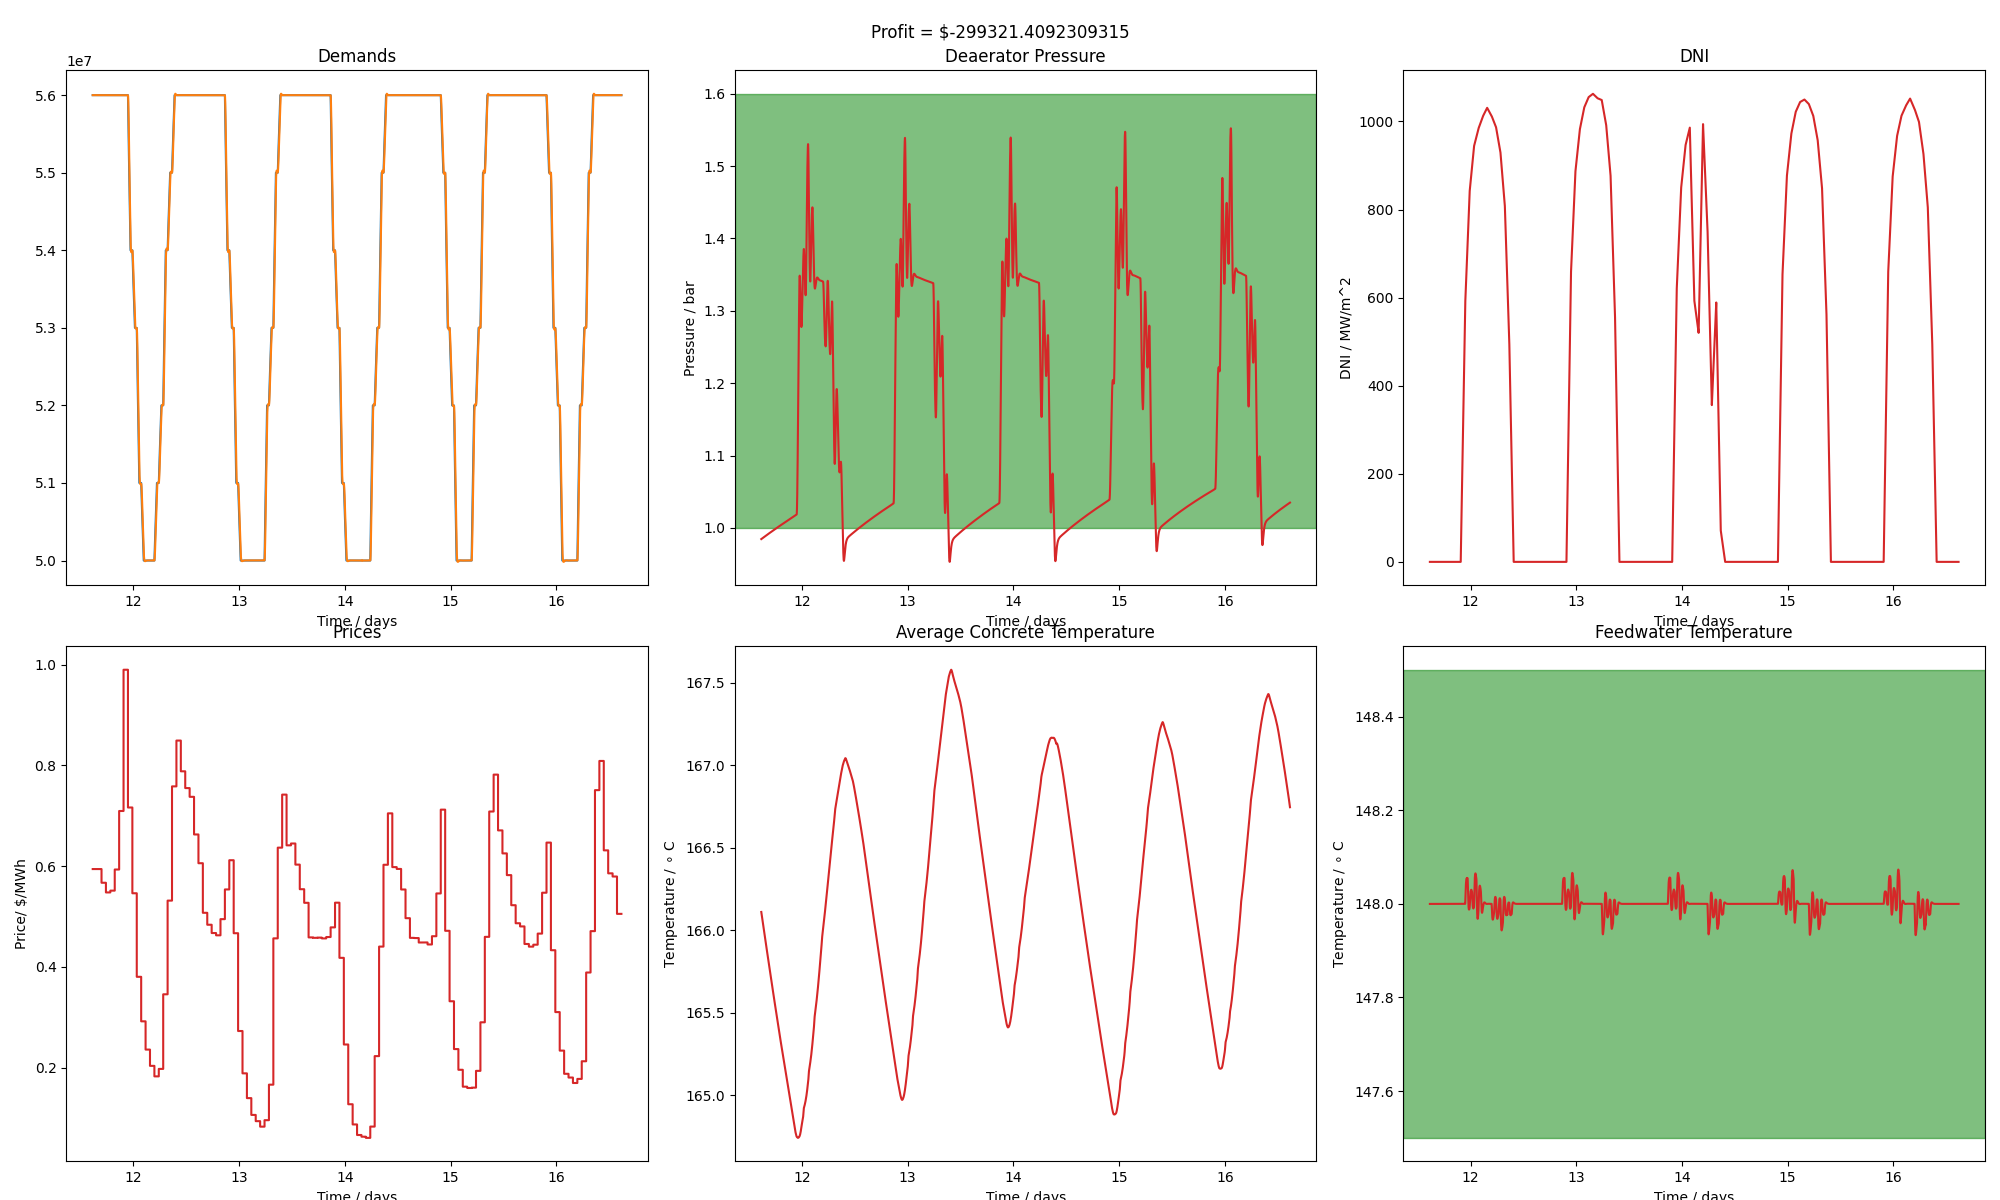 Profit = $-299321.4092309315
Demands
1e7
5.6
5.5
5.4
5.3
5.2
5.1
5.0
12 13 14 15 16
Time / days
Deaerator Pressure
Pressure / bar
1.6
1.5
1.4
1.3
1.2
1.1
1.0
12 13 14 15 16
Time / days
DNI
DNI / MW/m^2
1000
800
600
400
200
0
12 13 14 15 16
Time / days
Prices
Price/ $/MWh
1.0
0.8
0.6
0.4
0.2
12 13 14 15 16
Time / days
Average Concrete Temperature
Temperature / ∘ C
167.5
167.0
166.5
166.0
165.5
165.0
12 13 14 15 16
Time / days
Feedwater Temperature
Temperature / ∘ C
148.4
148.2
148.0
147.8
147.6
12 13 14 15 16
Time / days